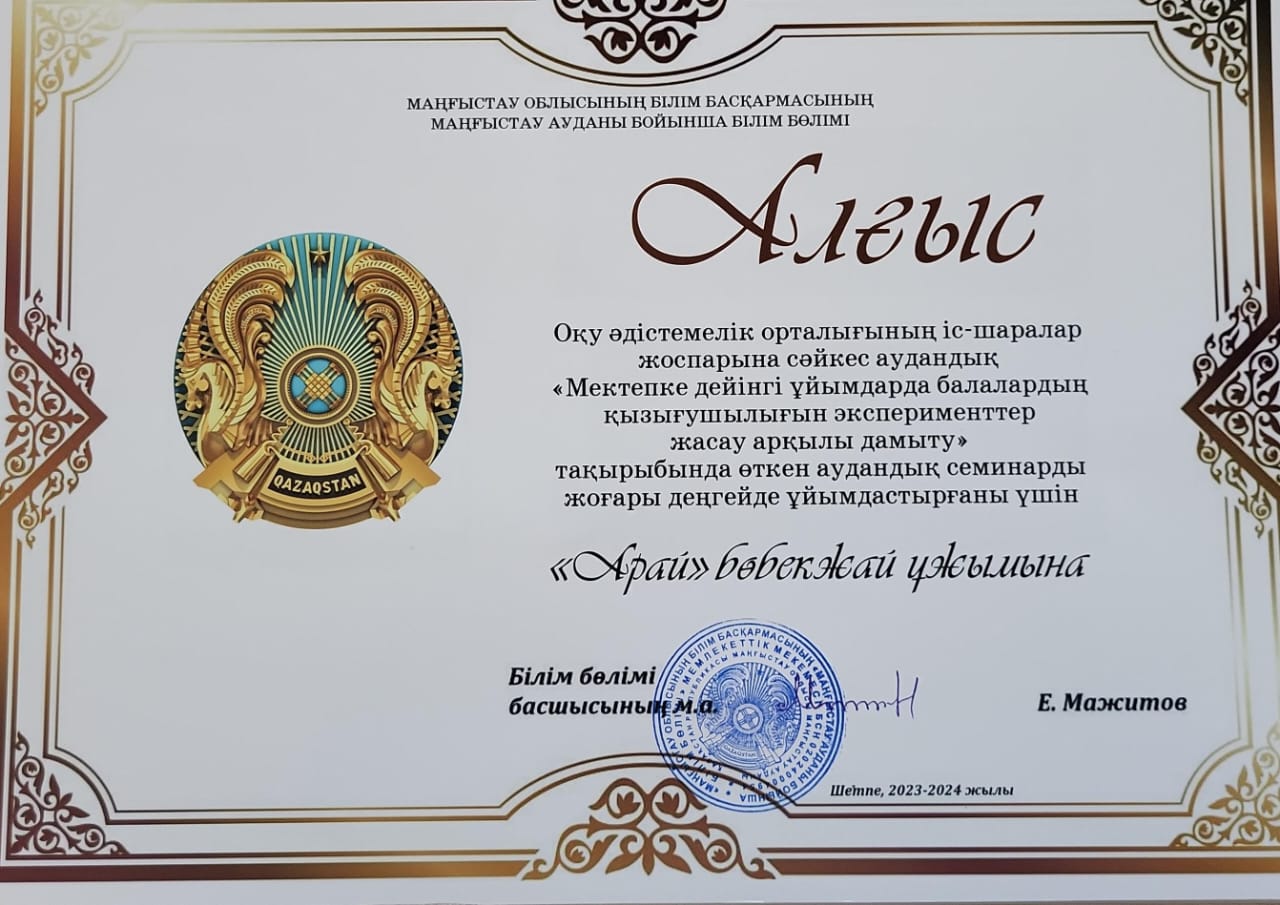 МАҢҒЫСТАУ ОБЛЫСЫНЫҢ БІЛІМ БАСҚАРМАСЫНЫҢ
МАҢҒЫСТАУ АУДАНЫ БОЙЫНША БІЛІМ БӨЛІМІ
Алғыс
QAZAQSTAN
Оқу әдістемелік орталығының іс-шаралар
жоспарына сәйкес аудандық
«Мектепке дейінгі ұйымдарда балалардың
қызығушылығын эксперименттер
жасау арқылы дамыту»
тақырыбында өткен аудандық семинарды
жоғары деңгейде ұйымдастырғаны үшін
«Арай» бөбекжай ұжымына
Білім бөлімі
басшысының м.а.
Е. Мажитов
Шетпе, 2023-2024 жылы